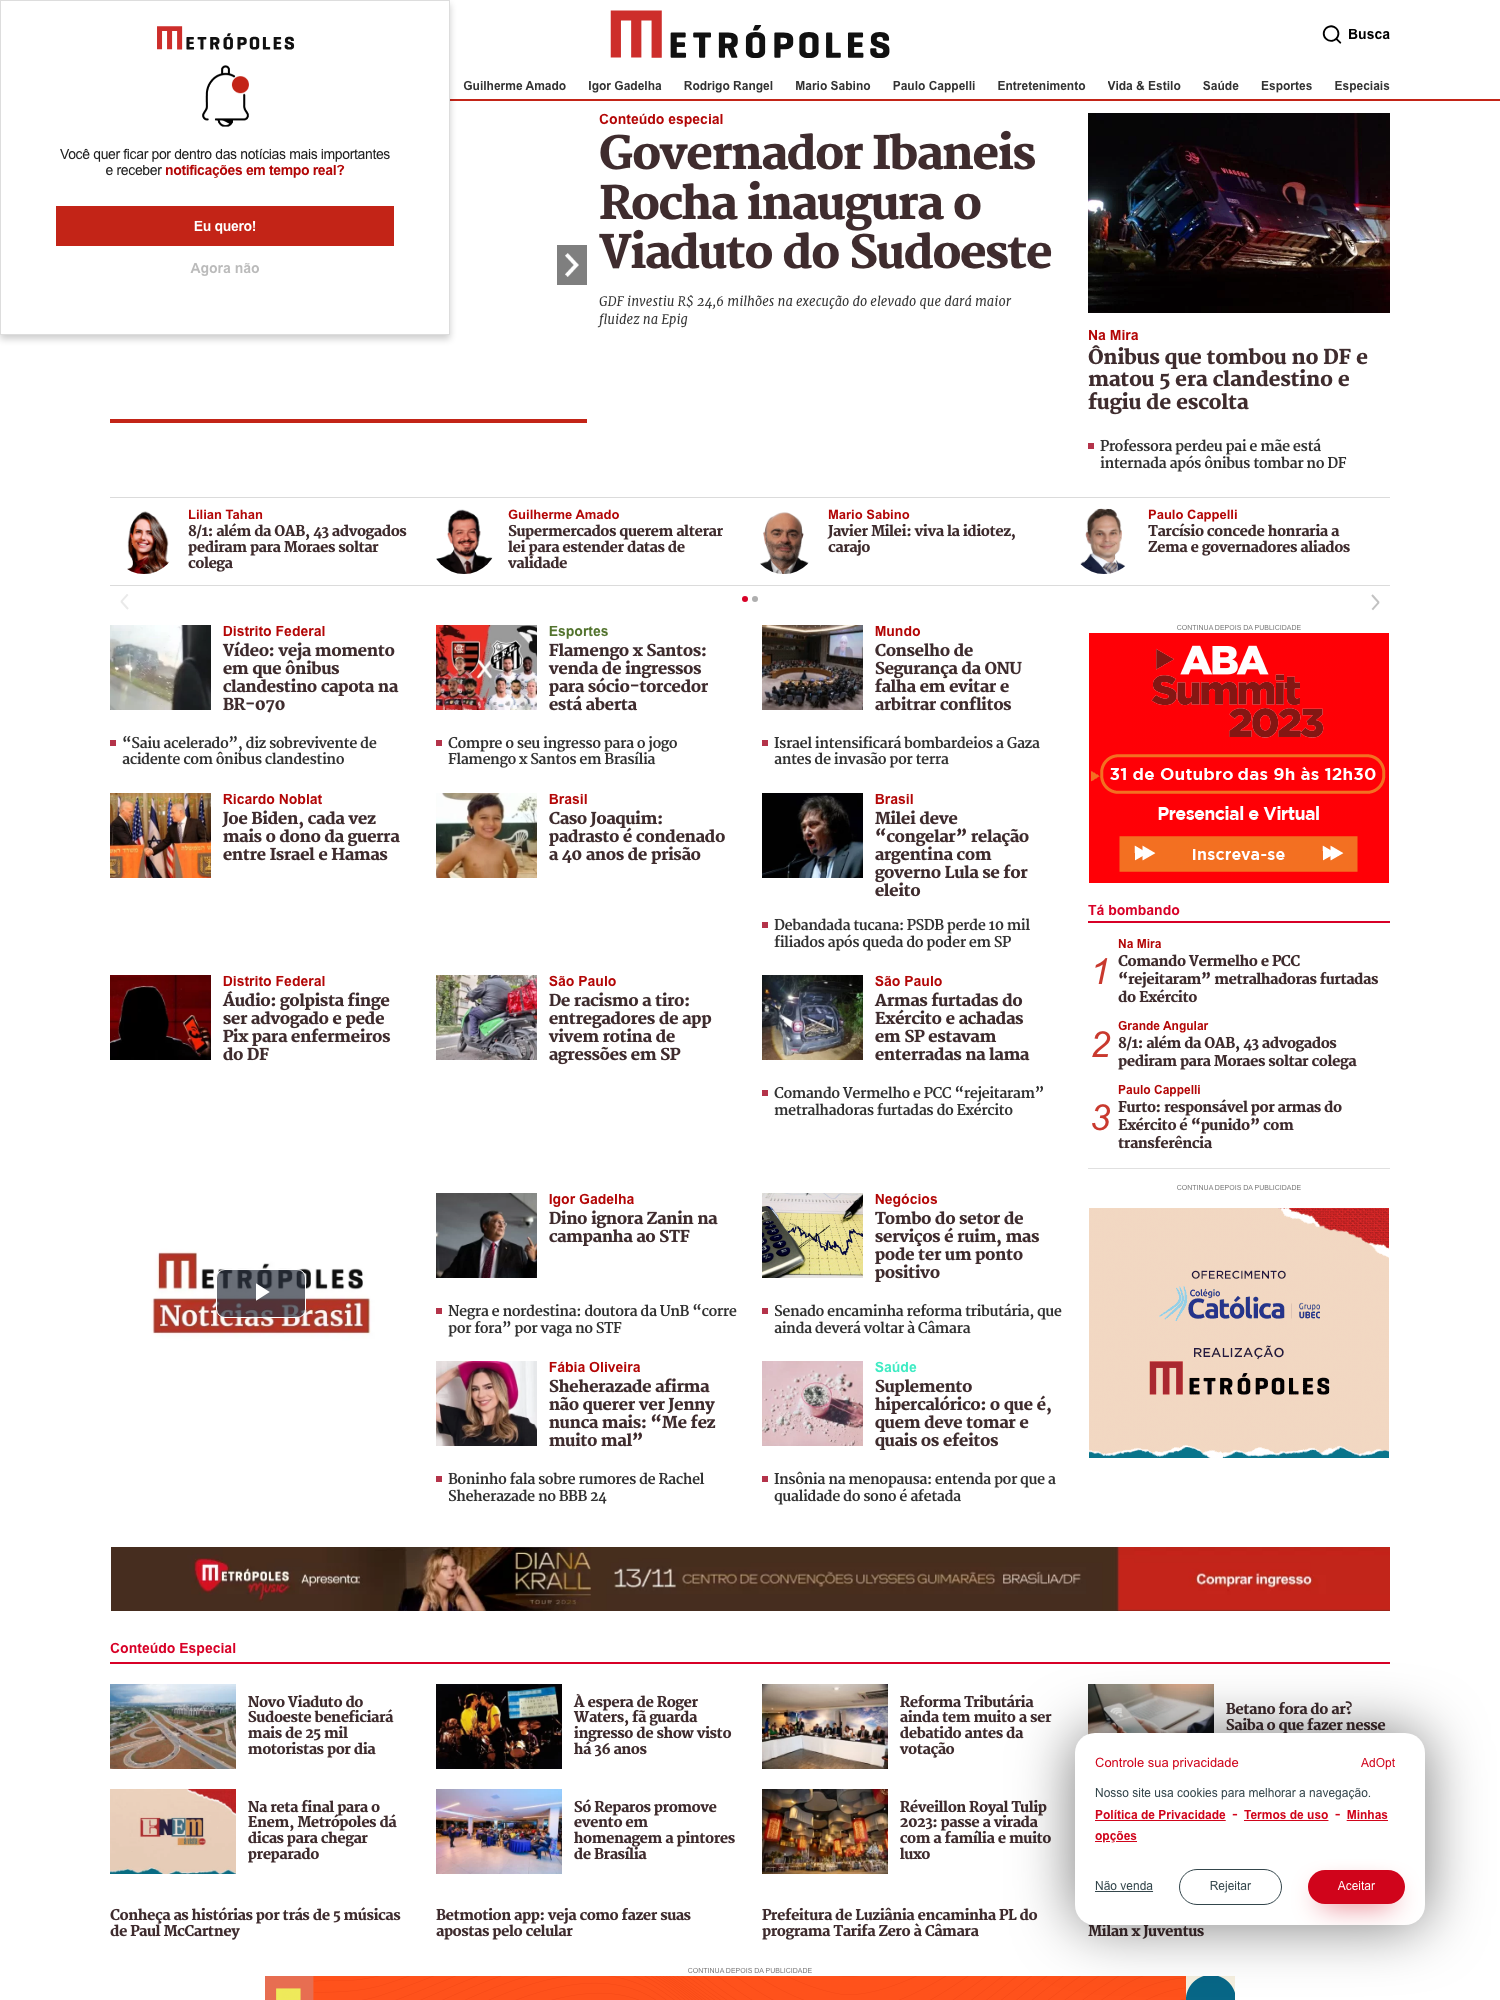 METRÓPOLES
Você quer ficar por dentro das notícias mais importantes
e receber notificações em tempo real?
Eu quero!
Agora não
METRÓPOLES
Busca
Guilherme Amado
Igor Gadelha
Rodrigo Rangel
Mario Sabino
Paulo Cappelli
Entretenimento
Vida & Estilo
Saúde
Esportes
Especiais
Conteúdo especial
Governador Ibaneis
Rocha inaugura o
Viaduto do Sudoeste
GDF investiu R$ 24,6 milhões na execução do elevado que dará maior
fluidez na Epig
Na Mira
Ônibus que tombou no DF e
matou 5 era clandestino e
fugiu de escolta
Professora perdeu pai e mãe está
internada após ônibus tombar no DF
Lilian Tahan
8/1: além da OAB, 43 advogados
pediram para Moraes soltar
colega
Guilherme Amado
Supermercados querem alterar
lei para estender datas de
validade
Mario Sabino
Javier Milei: viva la idiotez,
carajo
Paulo Cappelli
Tarcísio concede honraria a
Zema e governadores aliados
Distrito Federal
Vídeo: veja momento
em que ônibus
clandestino capota na
BR-070
“Saiu acelerado”, diz sobrevivente de
acidente com ônibus clandestino
Esportes
Flamengo x Santos:
venda de ingressos
para sócio-torcedor
está aberta
Compre o seu ingresso para o jogo
Flamengo x Santos em Brasília
Mundo
Conselho de
Segurança da ONU
falha em evitar e
arbitrar conflitos
Israel intensificará bombardeios a Gaza
antes de invasão por terra
CONTINUA DEPOIS DA PUBLICIDADE
ABA
Summit
2023
31 de Outubro das 9h às 12h30
Presencial e Virtual
Inscreva-se
Ricardo Noblat
Joe Biden, cada vez
mais o dono da guerra
entre Israel e Hamas
Brasil
Caso Joaquim:
padrasto é condenado
a 40 anos de prisão
Brasil
Milei deve
“congelar” relação
argentina com
governo Lula se for
eleito
Debandada tucana: PSDB perde 10 mil
filiados após queda do poder em SP
Tá bombando
1
Na Mira
Comando Vermelho e PCC
“rejeitaram” metralhadoras furtadas
do Exército
2
Grande Angular
8/1: além da OAB, 43 advogados
pediram para Moraes soltar colega
3
Paulo Cappelli
Furto: responsável por armas do
Exército é “punido” com
transferência
Distrito Federal
Áudio: golpista finge
ser advogado e pede
Pix para enfermeiros
do DF
São Paulo
De racismo a tiro:
entregadores de app
vivem rotina de
agressões em SP
São Paulo
Armas furtadas do
Exército e achadas
em SP estavam
enterradas na lama
Comando Vermelho e PCC “rejeitaram”
metralhadoras furtadas do Exército
CONTINUA DEPOIS DA PUBLICIDADE
OFERECIMENTO
Colégio
Católica
Grupo
UBEC
REALIZAÇÃO
METRÓPOLES
METRÓPOLES
Notícias Brasil
Igor Gadelha
Dino ignora Zanin na
campanha ao STF
Negra e nordestina: doutora da UnB “corre
por fora” por vaga no STF
Negócios
Tombo do setor de
serviços é ruim, mas
pode ter um ponto
positivo
Senado encaminha reforma tributária, que
ainda deverá voltar à Câmara
Fábia Oliveira
Sheherazade afirma
não querer ver Jenny
nunca mais: “Me fez
muito mal”
Boninho fala sobre rumores de Rachel
Sheherazade no BBB 24
Saúde
Suplemento
hipercalórico: o que é,
quem deve tomar e
quais os efeitos
Insônia na menopausa: entenda por que a
qualidade do sono é afetada
METRÓPOLES
music
Apresenta:
DIANA
KRALL
TOUR 2023
13/11 CENTRO DE CONVENÇÕES ULYSSES GUIMARÃES BRASÍLIA/DF
Comprar ingresso
Conteúdo Especial
Novo Viaduto do
Sudoeste beneficiará
mais de 25 mil
motoristas por dia
À espera de Roger
Waters, fã guarda
ingresso de show visto
há 36 anos
Reforma Tributária
ainda tem muito a ser
debatido antes da
votação
Betano fora do ar?
Saiba o que fazer nesse
ENEM
Na reta final para o
Enem, Metrópoles dá
dicas para chegar
preparado
Só Reparos promove
evento em
homenagem a pintores
de Brasília
Réveillon Royal Tulip
2023: passe a virada
com a família e muito
luxo
Conheça as histórias por trás de 5 músicas
de Paul McCartney
Betmotion app: veja como fazer suas
apostas pelo celular
Prefeitura de Luziânia encaminha PL do
programa Tarifa Zero à Câmara
Milan x Juventus
Controle sua privacidade
AdOpt
Nosso site usa cookies para melhorar a navegação.
Política de Privacidade - Termos de uso - Minhas
opções
Não venda
Rejeitar
Aceitar
CONTINUA DEPOIS DA PUBLICIDADE